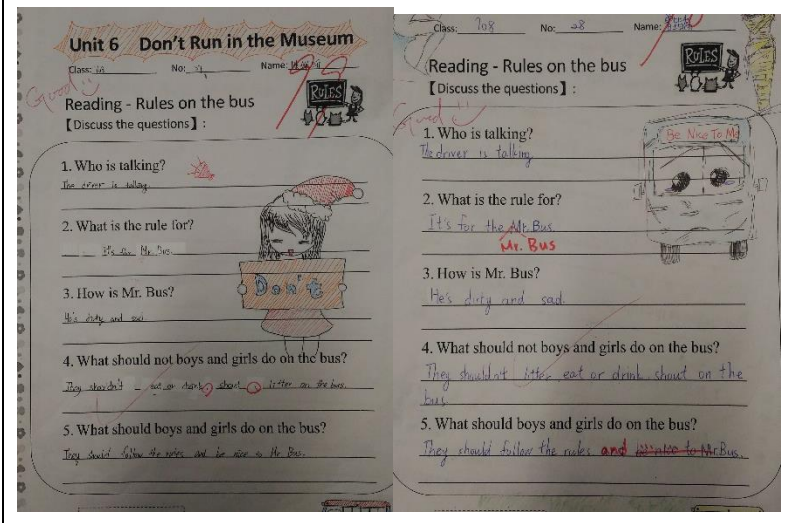 Unit 6 Don't Run in the Museum
Class: No: Name:
99
Good
Reading - Rules on the bus
RULES
【Discuss the questions】:
1. Who is talking?
The driver is talking.
2. What is the rule for?
It's for Mr. Bus.
3. How is Mr. Bus?
He's dirty and sad.
Don't
4. What should not boys and girls do on the bus?
They shouldn't eat or drink, shout litter on the bus.
5. What should boys and girls do on the bus?
They should follow the rules and be nice to Mr. Bus.
Class: 708 No: 28 Name:
Reading - Rules on the bus
RULES
【Discuss the questions】:
Good
1. Who is talking?
Be Nice To Me
The driver is talking.
2. What is the rule for?
It's for the Mr. Bus.
Mr. Bus
3. How is Mr. Bus?
He's dirty and sad.
4. What should not boys and girls do on the bus?
They shouldn't litter eat or drink shout on the
bus.
5. What should boys and girls do on the bus?
They should follow the rules and Mr.Bus.